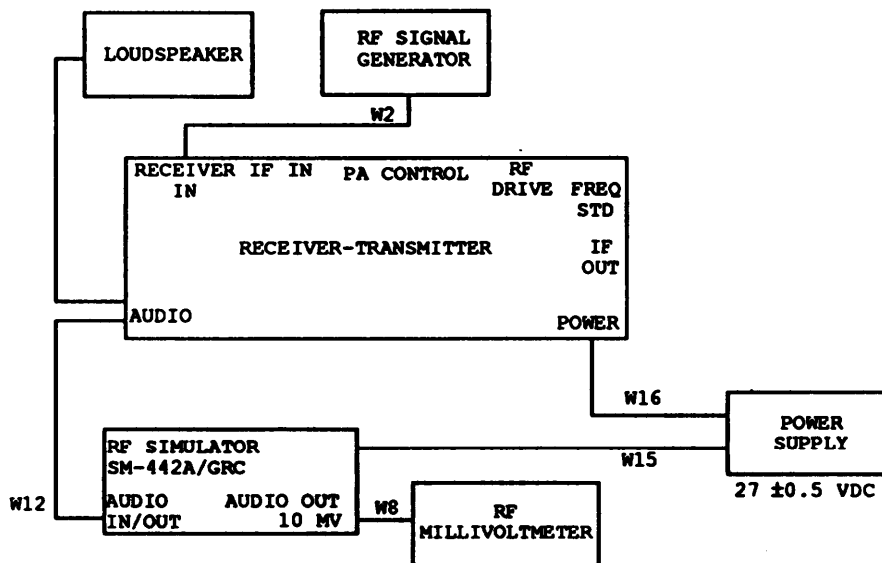 LOUDSPEAKER
RF SIGNAL
GENERATOR
W2
RECEIVER IF IN
IN
PA CONTROL
RF
DRIVE
FREQ
STD
RECEIVER-TRANSMITTER
IF
OUT
AUDIO
POWER
W16
POWER
SUPPLY
W15
27 ±0.5 VDC
RF SIMULATOR
SM-442A/GRC
W12
AUDIO
IN/OUT
AUDIO OUT
10 MV
W8
RF
MILLIVOLTMETER